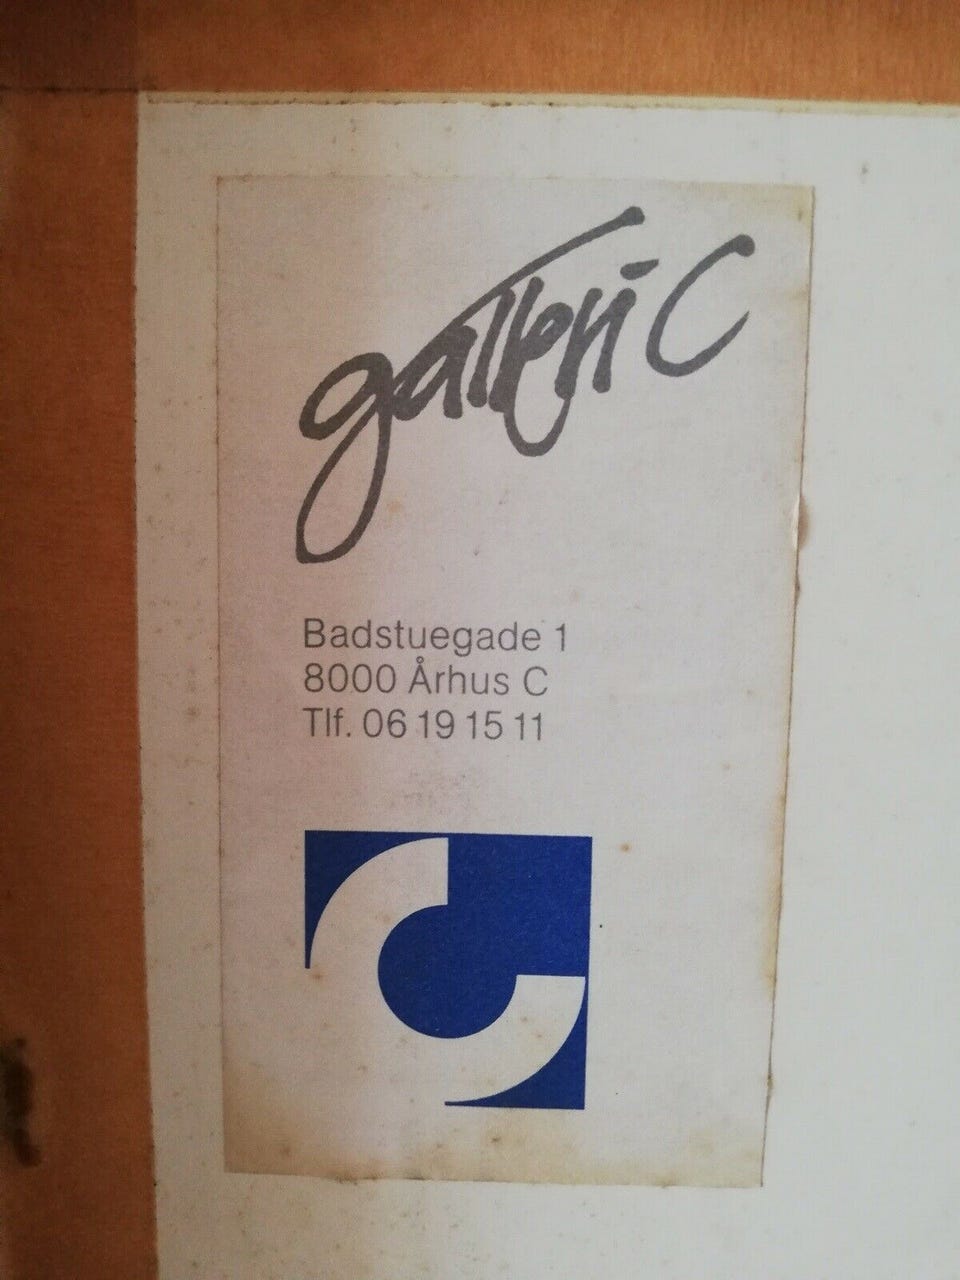 galleri C
Badstuegade 1
8000 Århus C
Tlf. 06 19 15 11